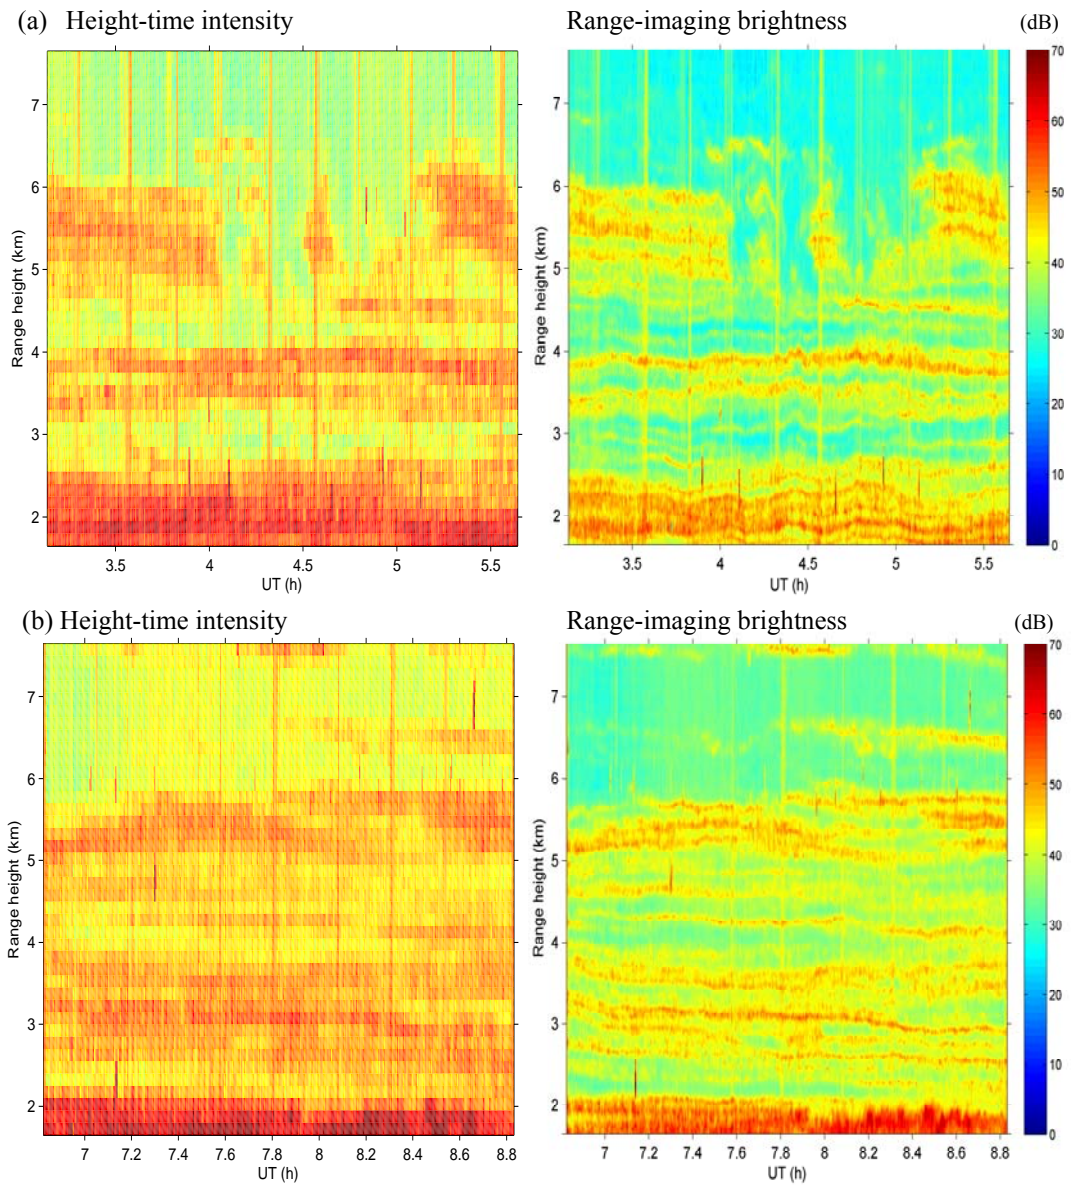 (a) Height-time intensity Range-imaging brightness (dB)
7
6
5
4
3
2
Range height (km)
3.5 4 4.5 5 5.5
UT (h)
7
6
5
4
3
2
Range height (km)
3.5 4 4.5 5 5.5
UT (h)
70
60
50
40
30
20
10
0
(b) Height-time intensity Range-imaging brightness (dB)
7
6
5
4
3
2
Range height (km)
7 7.2 7.4 7.6 7.8 8 8.2 8.4 8.6 8.8
UT (h)
7
6
5
4
3
2
Range height (km)
7 7.2 7.4 7.6 7.8 8 8.2 8.4 8.6 8.8
UT (h)
70
60
50
40
30
20
10
0